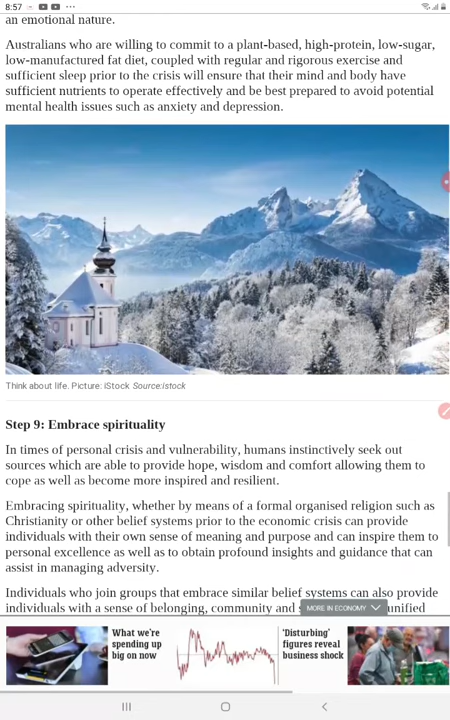 8:57
an emotional nature.
Australians who are willing to commit to a plant-based, high-protein, low-sugar,
low-manufactured fat diet, coupled with regular and rigorous exercise and
sufficient sleep prior to the crisis will ensure that their mind and body have
sufficient nutrients to operate effectively and be best prepared to avoid potential
mental health issues such as anxiety and depression.
Think about life. Picture: iStock Source:istock
Step 9: Embrace spirituality
In times of personal crisis and vulnerability, humans instinctively seek out
sources which are able to provide hope, wisdom and comfort allowing them to
cope as well as become more inspired and resilient.
Embracing spirituality, whether by means of a formal organised religion such as
Christianity or other belief systems prior to the economic crisis can provide
individuals with their own sense of meaning and purpose and can inspire them to
personal excellence as well as to obtain profound insights and guidance that can
assist in managing adversity.
Individuals who join groups that embrace similar belief systems can also provide
individuals with a sense of belonging, community and unified
MORE IN ECONOMY
What we're
spending up
big on now
'Disturbing'
figures reveal
business shock